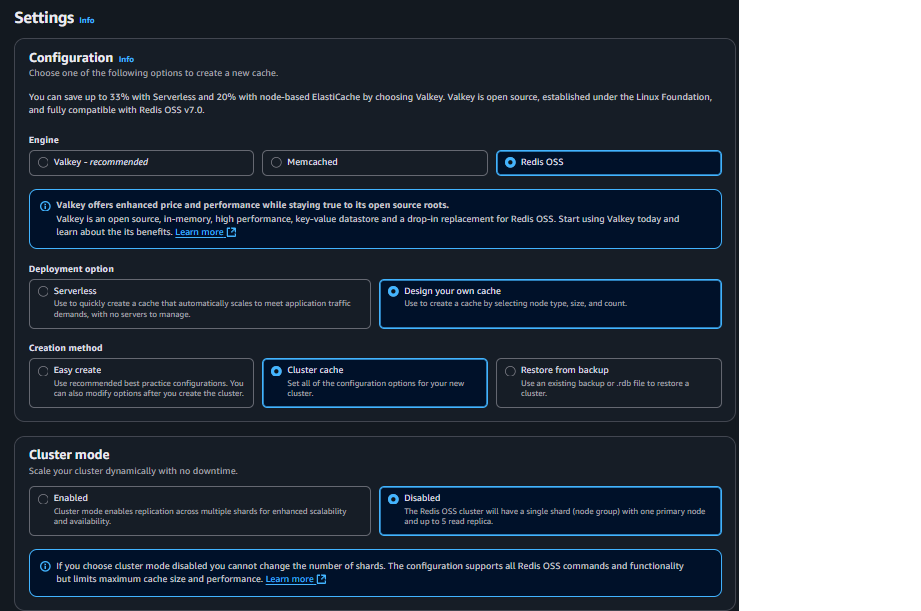 Settings Info
Configuration Info
Choose one of the following options to create a new cache.
You can save up to 33% with Serverless and 20% with node-based ElastiCache by choosing Valkey. Valkey is open source, established under the Linux Foundation,
and fully compatible with Redis OSS v7.0.
Engine
Valkey - recommended
Memcached
Redis OSS
Valkey offers enhanced price and performance while staying true to its open source roots.
Valkey is an open source, in-memory, high performance, key-value datastore and a drop-in replacement for Redis OSS. Start using Valkey today and
learn about the its benefits. Learn more
Deployment option
Serverless
Use to quickly create a cache that automatically scales to meet application traffic
demands, with no servers to manage.
Design your own cache
Use to create a cache by selecting node type, size, and count.
Creation method
Easy create
Use recommended best practice configurations. You
can also modify options after you create the cluster.
Cluster cache
Set all of the configuration options for your new
cluster.
Restore from backup
Use an existing backup or .rdb file to restore a
cluster.
Cluster mode
Scale your cluster dynamically with no downtime.
Enabled
Cluster mode enables replication across multiple shards for enhanced scalability
and availability.
Disabled
The Redis OSS cluster will have a single shard (node group) with one primary node
and up to 5 read replica.
If you choose cluster mode disabled you cannot change the number of shards. The configuration supports all Redis OSS commands and functionality
but limits maximum cache size and performance. Learn more